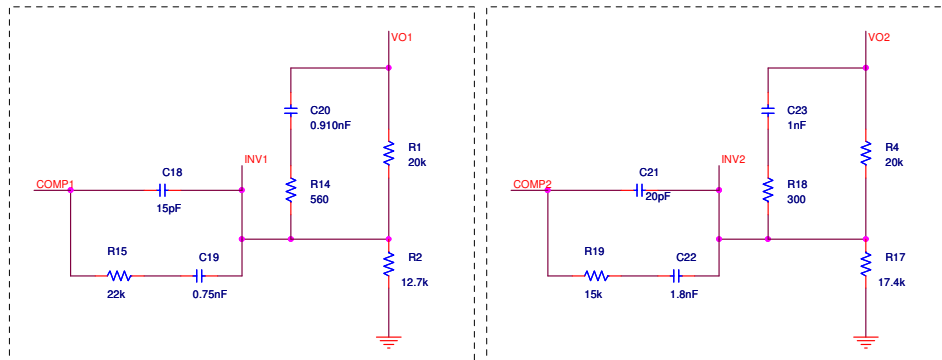 VO1
C20
0.910nF
R1
20k
INV1
C18
COMP1
15pF
R14
560
R15
22k
C19
0.75nF
R2
12.7k
VO2
C23
1nF
R4
20k
INV2
C21
COMP2
20pF
R18
300
R19
15k
C22
1.8nF
R17
17.4k